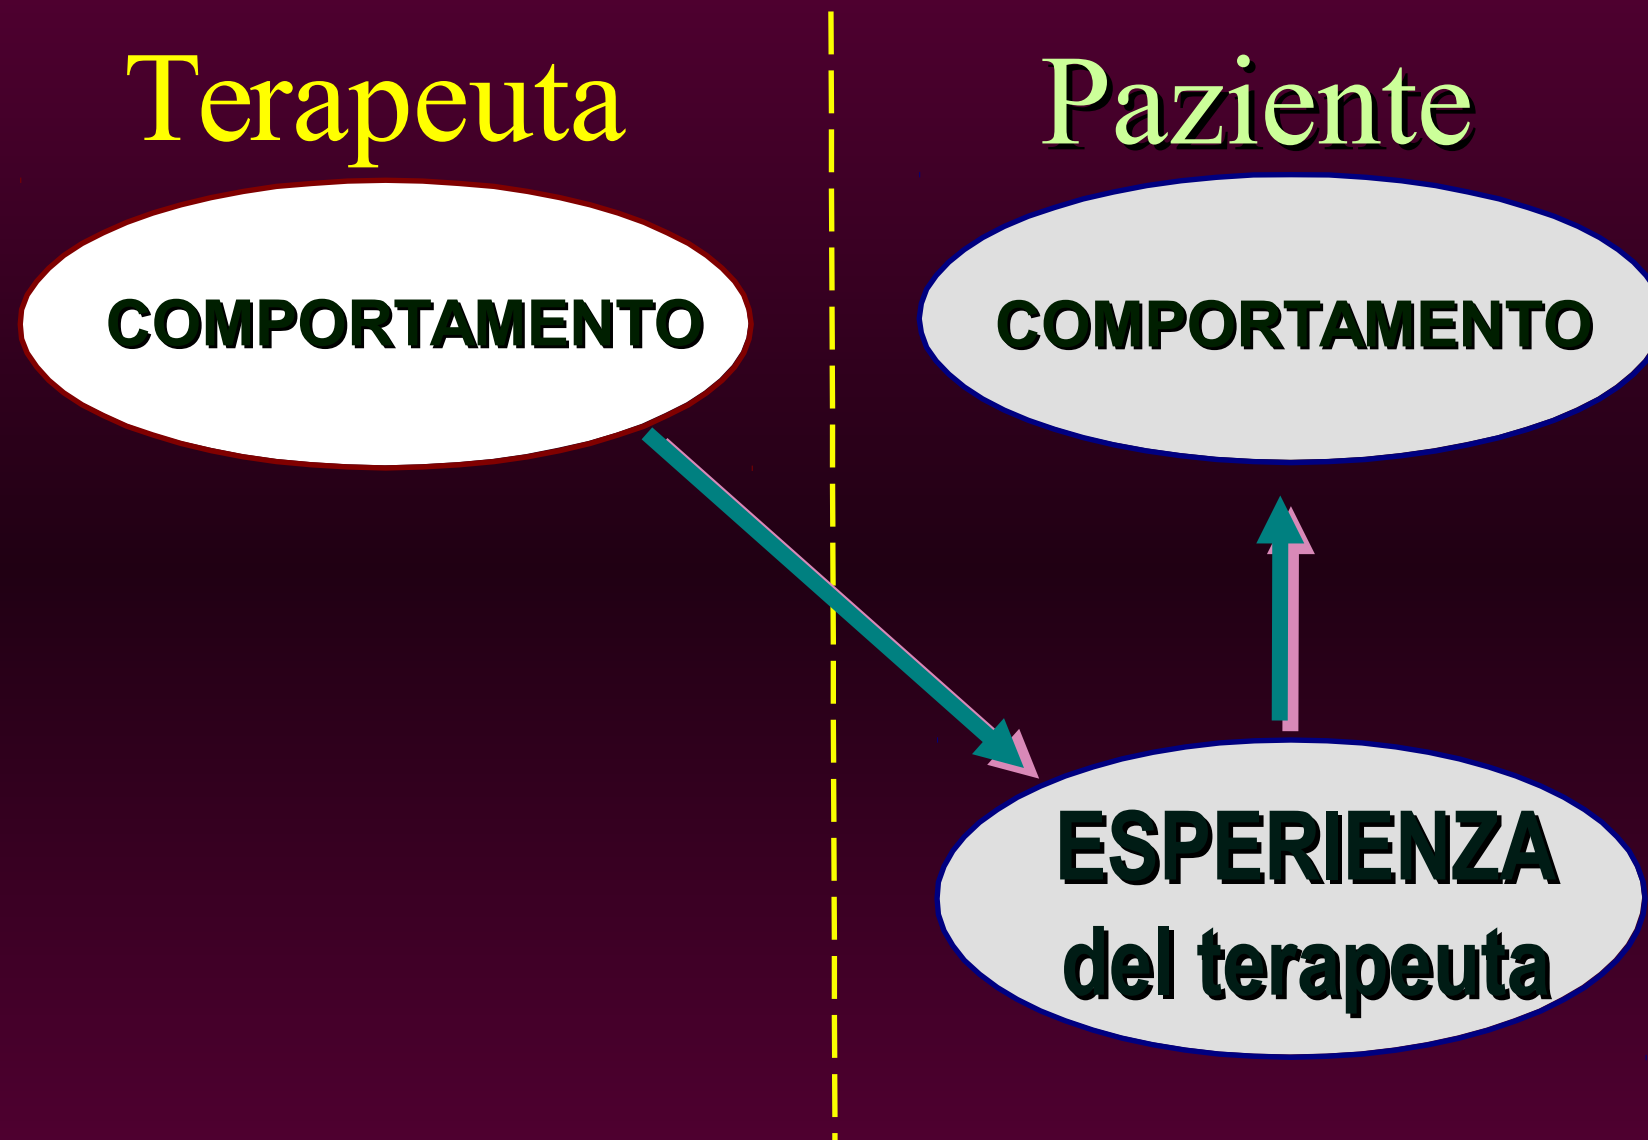 Terapeuta
Paziente
COMPORTAMENTO
COMPORTAMENTO
ESPERIENZA
del terapeuta